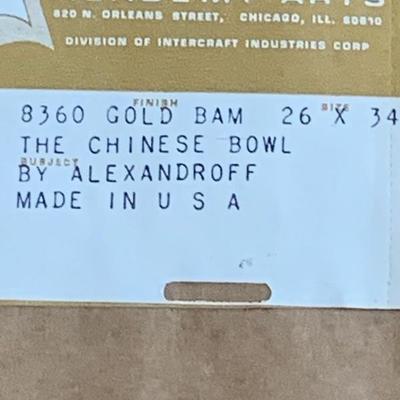 ARTS
820 N. ORLEANS STREET, CHICAGO, ILL. 60610
DIVISION OF INTERCRAFT INDUSTRIES CORP
FINISH SIZE
8360 GOLD BAM 26 X 34
THE CHINESE BOWL
SUBJECT
BY ALEXANDROFF
MADE IN U S A